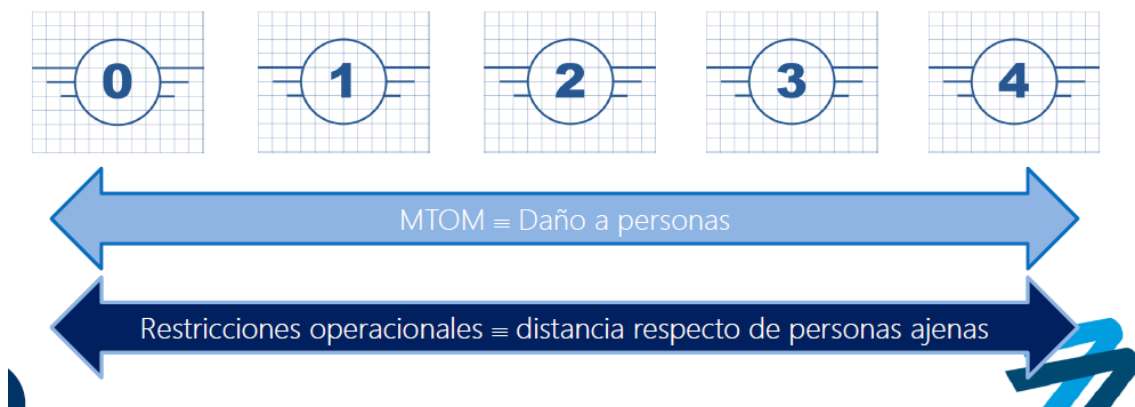 0 1 2 3 4
MTOM ≡ Daño a personas
Restricciones operacionales ≡ distancia respecto de personas ajenas